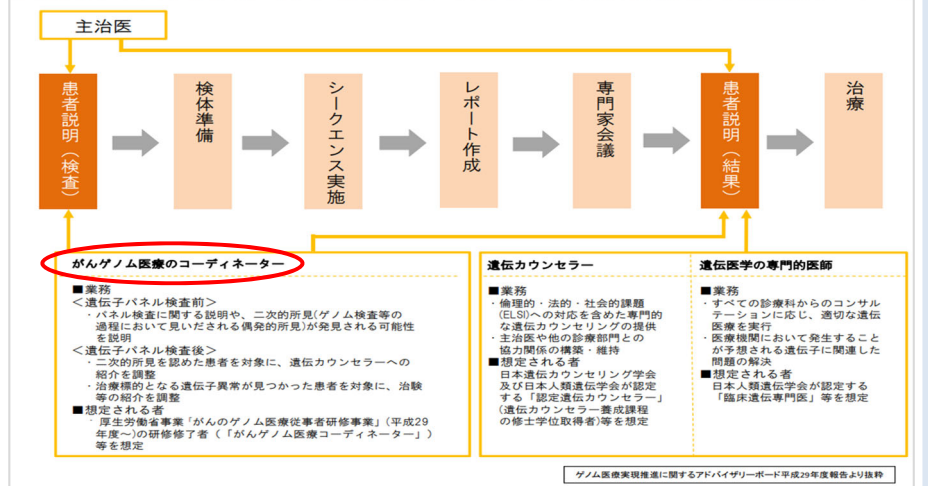 主治医
患者説明（検査）
検体準備
シークエンス実施
レポート作成
専門家会議
患者説明（結果）
治療
がんゲノム医療のコーディネーター
■業務
＜遺伝子パネル検査前＞
・パネル検査に関する説明や、二次的所見(ゲノム検査等の
過程において見いだされる偶発的所見)が発見される可能性
を説明
＜遺伝子パネル検査後＞
・二次的所見を認めた患者を対象に、遺伝カウンセラーへの
紹介を調整
・治療標的となる遺伝子異常が見つかった患者を対象に、治験
等の紹介を調整
■想定される者
厚生労働省事業「がんのゲノム医療従事者研修事業」(平成29
年度～)の研修修了者（「がんゲノム医療コーディネーター」）
等を想定
遺伝カウンセラー
■業務
・倫理的・法的・社会的課題
(ELSI)への対応を含めた専門的
な遺伝カウンセリングの提供
・主治医や他の診療部門との
協力関係の構築・維持
■想定される者
日本遺伝カウンセリング学会
及び日本人類遺伝学会が認定
する「認定遺伝カウンセラー」
(遺伝カウンセラー養成課程
の修士学位取得者)等を想定
遺伝医学の専門的医師
■業務
・すべての診療科からのコンサル
テーションに応じ、適切な遺伝
医療を実行
・医療機関において発生すること
が予想される遺伝子に関連した
問題の解決
■想定される者
日本人類遺伝学会が認定する
「臨床遺伝専門医」等を想定
ゲノム医療実現推進に関するアドバイザリーボード平成29年度報告より抜粋